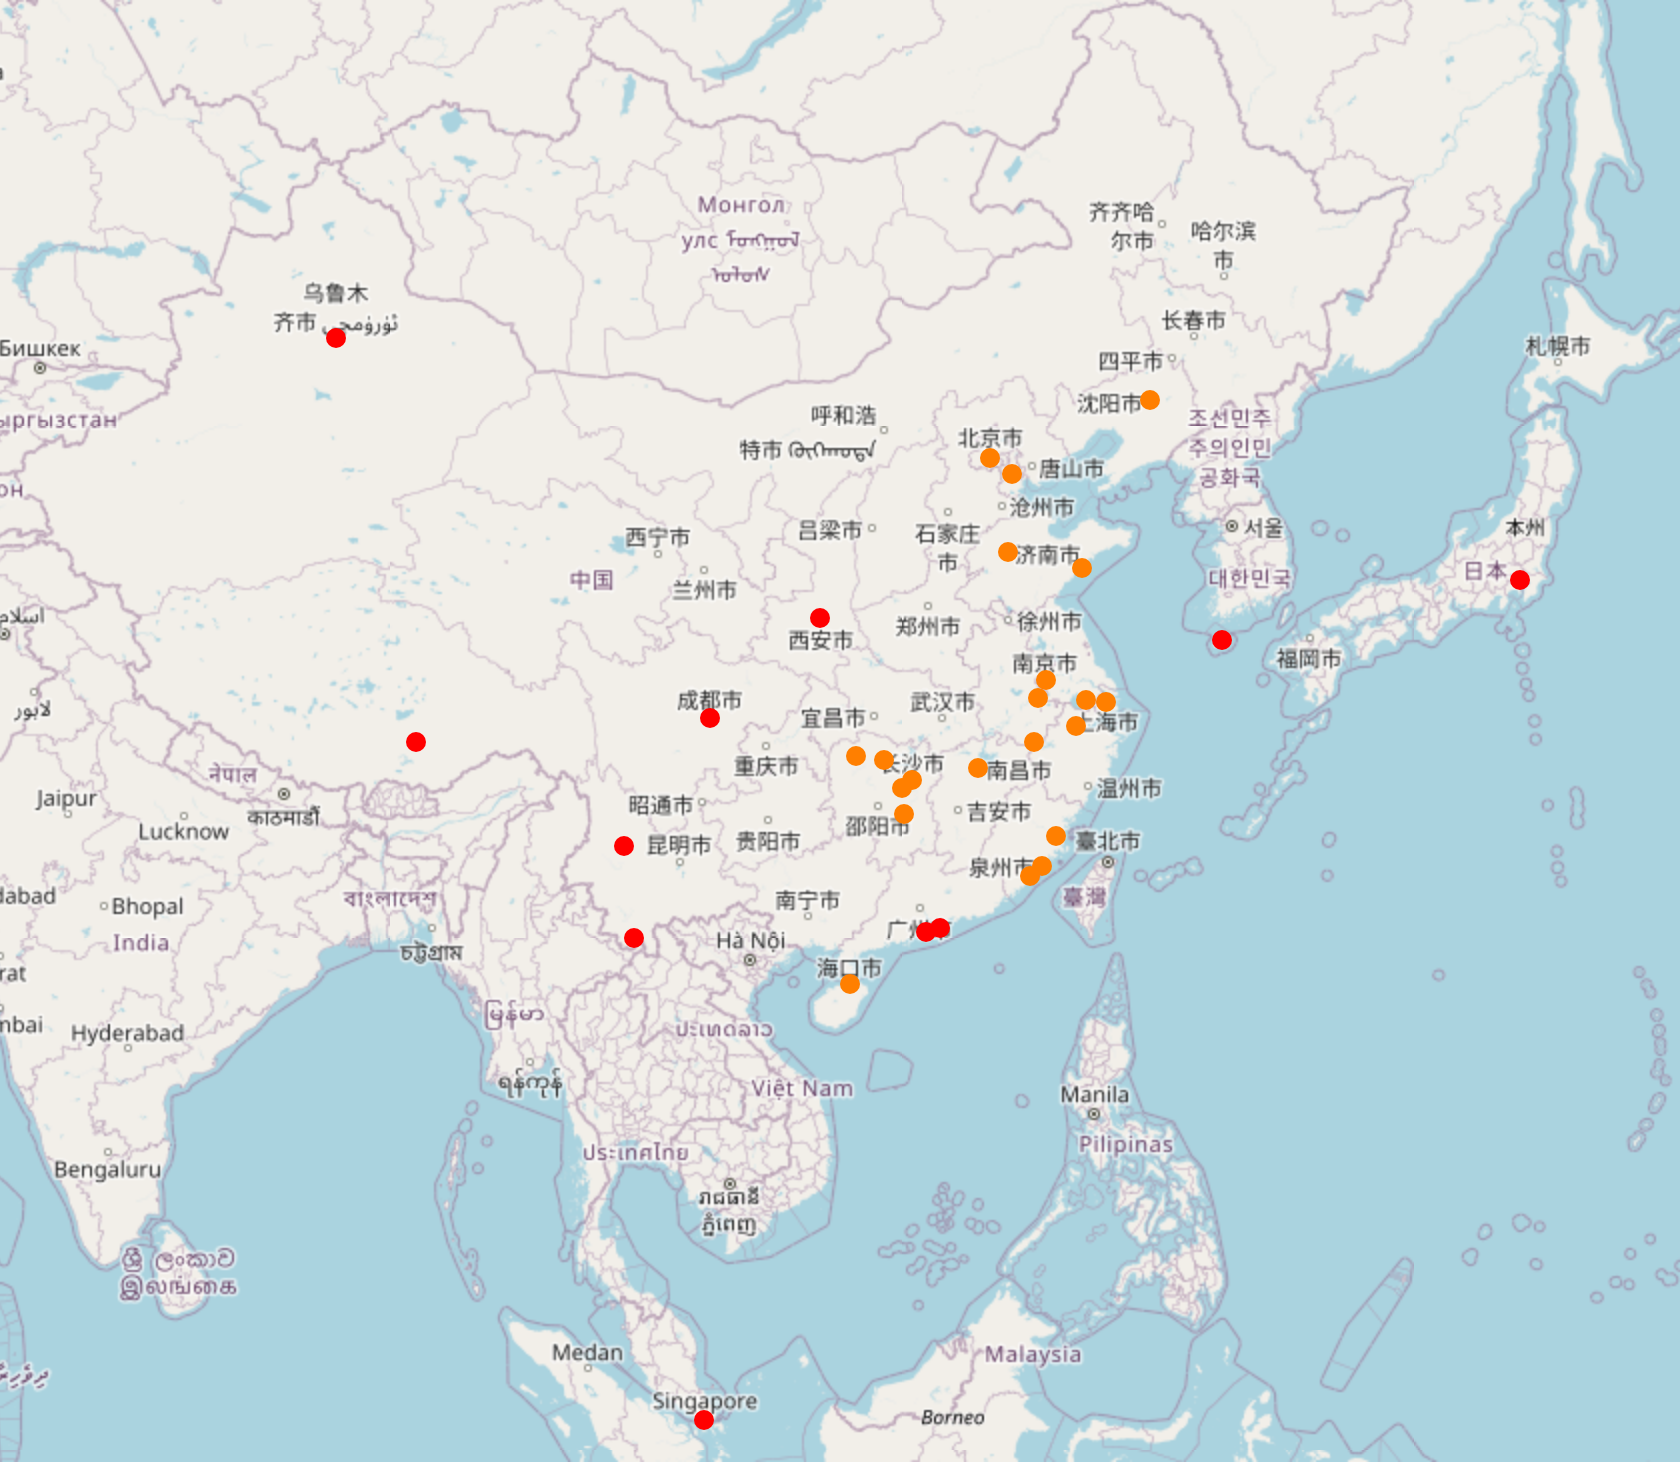 Монгол
улс
齐齐哈
尔市
哈尔滨
市
乌鲁木
齐市 ئۈرۈمچى
长春市
Бишкек
四平市
札幌市
沈阳市
呼和浩
特市
ыргызстан
조선민주
주의인민
공화국
北京市
唐山市
он
沧州市
石家庄
市
吕梁市
서울
本州
西宁市
济南市
中国
兰州市
대한민국
日本
اسلام
徐州市
郑州市
西安市
南京市
福岡市
成都市
武汉市
宜昌市
لاہور
上海市
नेपाल
重庆市
长沙市
南昌市
Jaipur
काठमाडौं
昭通市
温州市
Lucknow
贵阳市
昆明市
邵阳市
吉安市
臺北市
泉州市
dabad
Bhopal
বাংলাদেশ
南宁市
臺灣
India
চট্টগ্রাম
Hà Nội
广州
rat
海口市
mbai
Hyderabad
မြန်မာ
ປະເທດລາວ
ရန်ကုန်
Việt Nam
Manila
Bengaluru
ประเทศไทย
Pilipinas
រាជធានី
ភ្នំពេញ
ශ්‍රී ලංකාව
இலங்கை
Medan
Malaysia
Singapore
Borneo